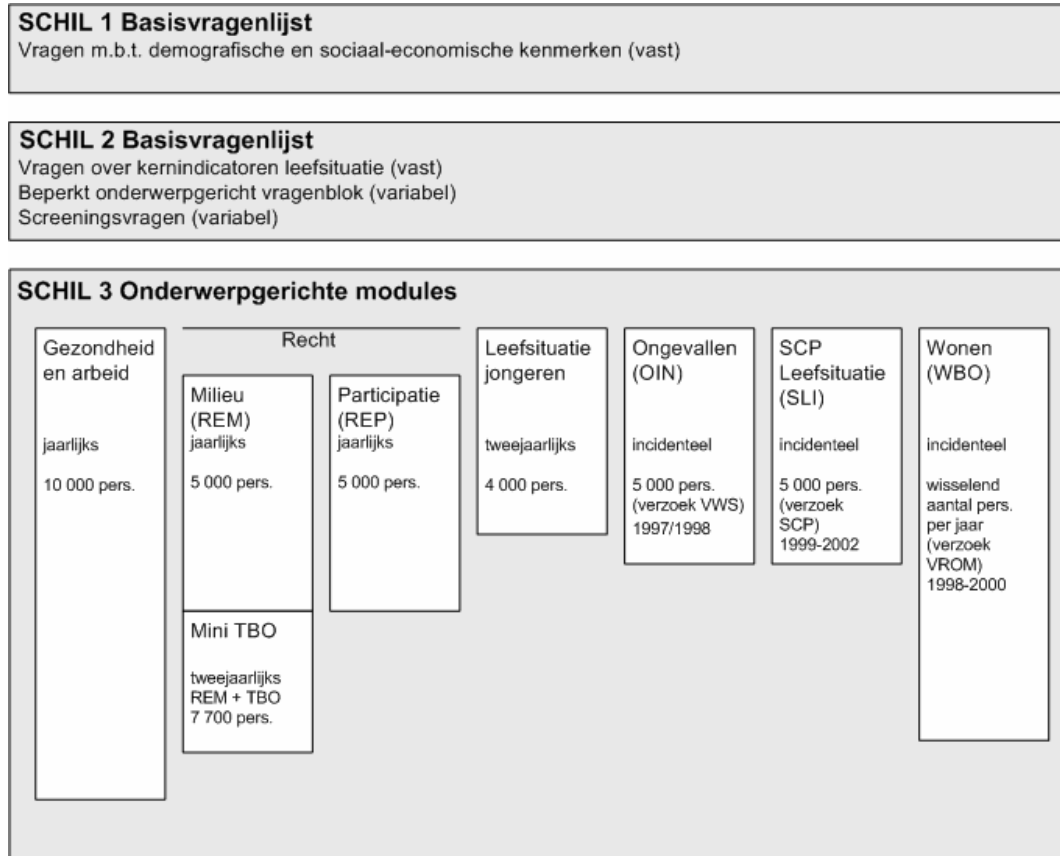 SCHIL 1 Basisvragenlijst
Vragen m.b.t. demografische en sociaal-economische kenmerken (vast)
SCHIL 2 Basisvragenlijst
Vragen over kernindicatoren leefsituatie (vast)
Beperkt onderwerpgericht vragenblok (variabel)
Screeningsvragen (variabel)
SCHIL 3 Onderwerpgerichte modules
Gezondheid
en arbeid
jaarlijks
10 000 pers.
Recht
Milieu
(REM)
jaarlijks
5 000 pers.
Mini TBO
tweejaarlijks
REM + TBO
7 700 pers.
Participatie
(REP)
jaarlijks
5 000 pers.
Leefsituatie
jongeren
tweejaarlijks
4 000 pers.
Ongevallen
(OIN)
incidenteel
5 000 pers.
(verzoek VWS)
1997/1998
SCP
Leefsituatie
(SLI)
incidenteel
5 000 pers.
(verzoek
SCP)
1999-2002
Wonen
(WBO)
incidenteel
wisselend
aantal pers.
per jaar
(verzoek
VROM)
1998-2000